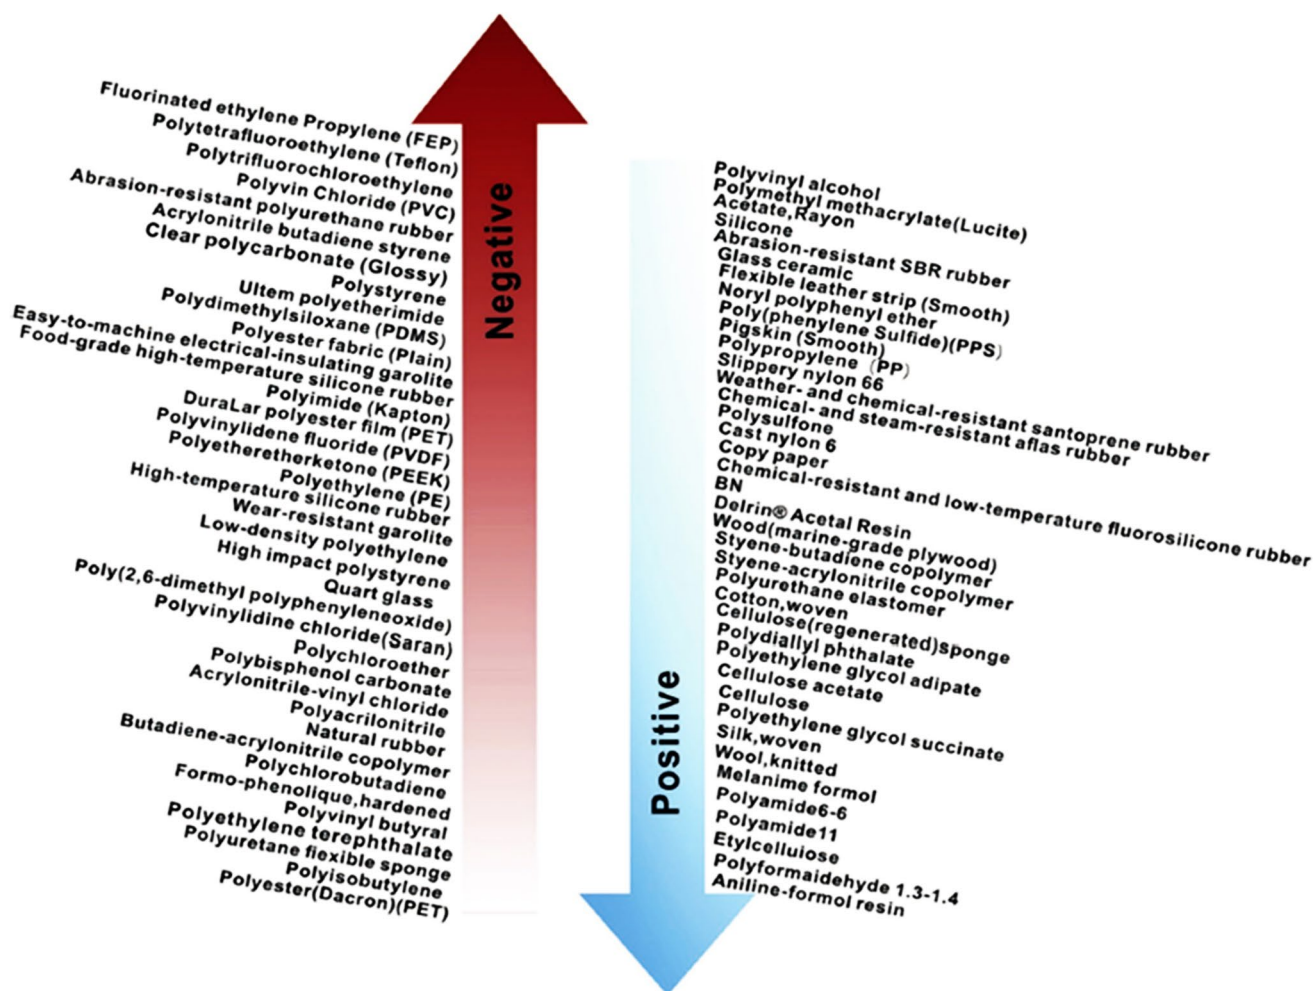 Fluorinated ethylene Propylene (FEP)
Polytetrafluoroethylene (Teflon)
Polytrifluorochloroethylene
Polyvin Chloride (PVC)
Abrasion-resistant polyurethane rubber
Acrylonitrile butadiene styrene
Clear polycarbonate (Glossy)
Polystyrene
Ultem polyetherimide
Polydimethylsiloxane (PDMS)
Polyester fabric (Plain)
Easy-to-machine electrical-insulating garolite
Food-grade high-temperature silicone rubber
Polyimide (Kapton)
DuraLar polyester film (PET)
Polyvinylidene fluoride (PVDF)
Polyetheretherketone (PEEK)
Polyethylene (PE)
High-temperature silicone rubber
Wear-resistant garolite
Low-density polyethylene
High impact polystyrene
Quart glass
Poly(2,6-dimethyl polyphenyleneoxide)
Polyvinylidine chloride(Saran)
Polychloroether
Polybisphenol carbonate
Acrylonitrile-vinyl chloride
Polyacrilonitrile
Natural rubber
Butadiene-acrylonitrile copolymer
Polychlorobutadiene
Formo-phenolique,hardened
Polyvinyl butyral
Polyethylene terephthalate
Polyuretane fiexible sponge
Polyisobutylene
Polyester(Dacron)(PET)
Negative
Positive
Polyvinyl alcohol
Polymethyl methacrylate(Lucite)
Acetate,Rayon
Silicone
Abrasion-resistant SBR rubber
Glass ceramic
Flexible leather strip (Smooth)
Noryl polyphenyl ether
Poly(phenylene Sulfide)(PPS)
Pigskin (Smooth)
Polypropylene (PP)
Slippery nylon 66
Weather- and chemical-resistant santoprene rubber
Chemical- and steam-resistant aflas rubber
Polysulfone
Cast nylon 6
Copy paper
Chemical-resistant and low-temperature fluorosilicone rubber
BN
Delrin® Acetal Resin
Wood(marine-grade plywood)
Styene-butadiene copolymer
Styene-acrylonitrile copolymer
Polyurethane elastomer
Cotton,woven
Cellulose(regenerated)sponge
Polydiallyl phthalate
Polyethylene glycol adipate
Cellulose acetate
Cellulose
Polyethylene glycol succinate
Silk,woven
Wool,knitted
Melanime formol
Polyamide6-6
Polyamide11
Etylcelluiose
Polyformaidehyde 1.3-1.4
Aniline-formol resin